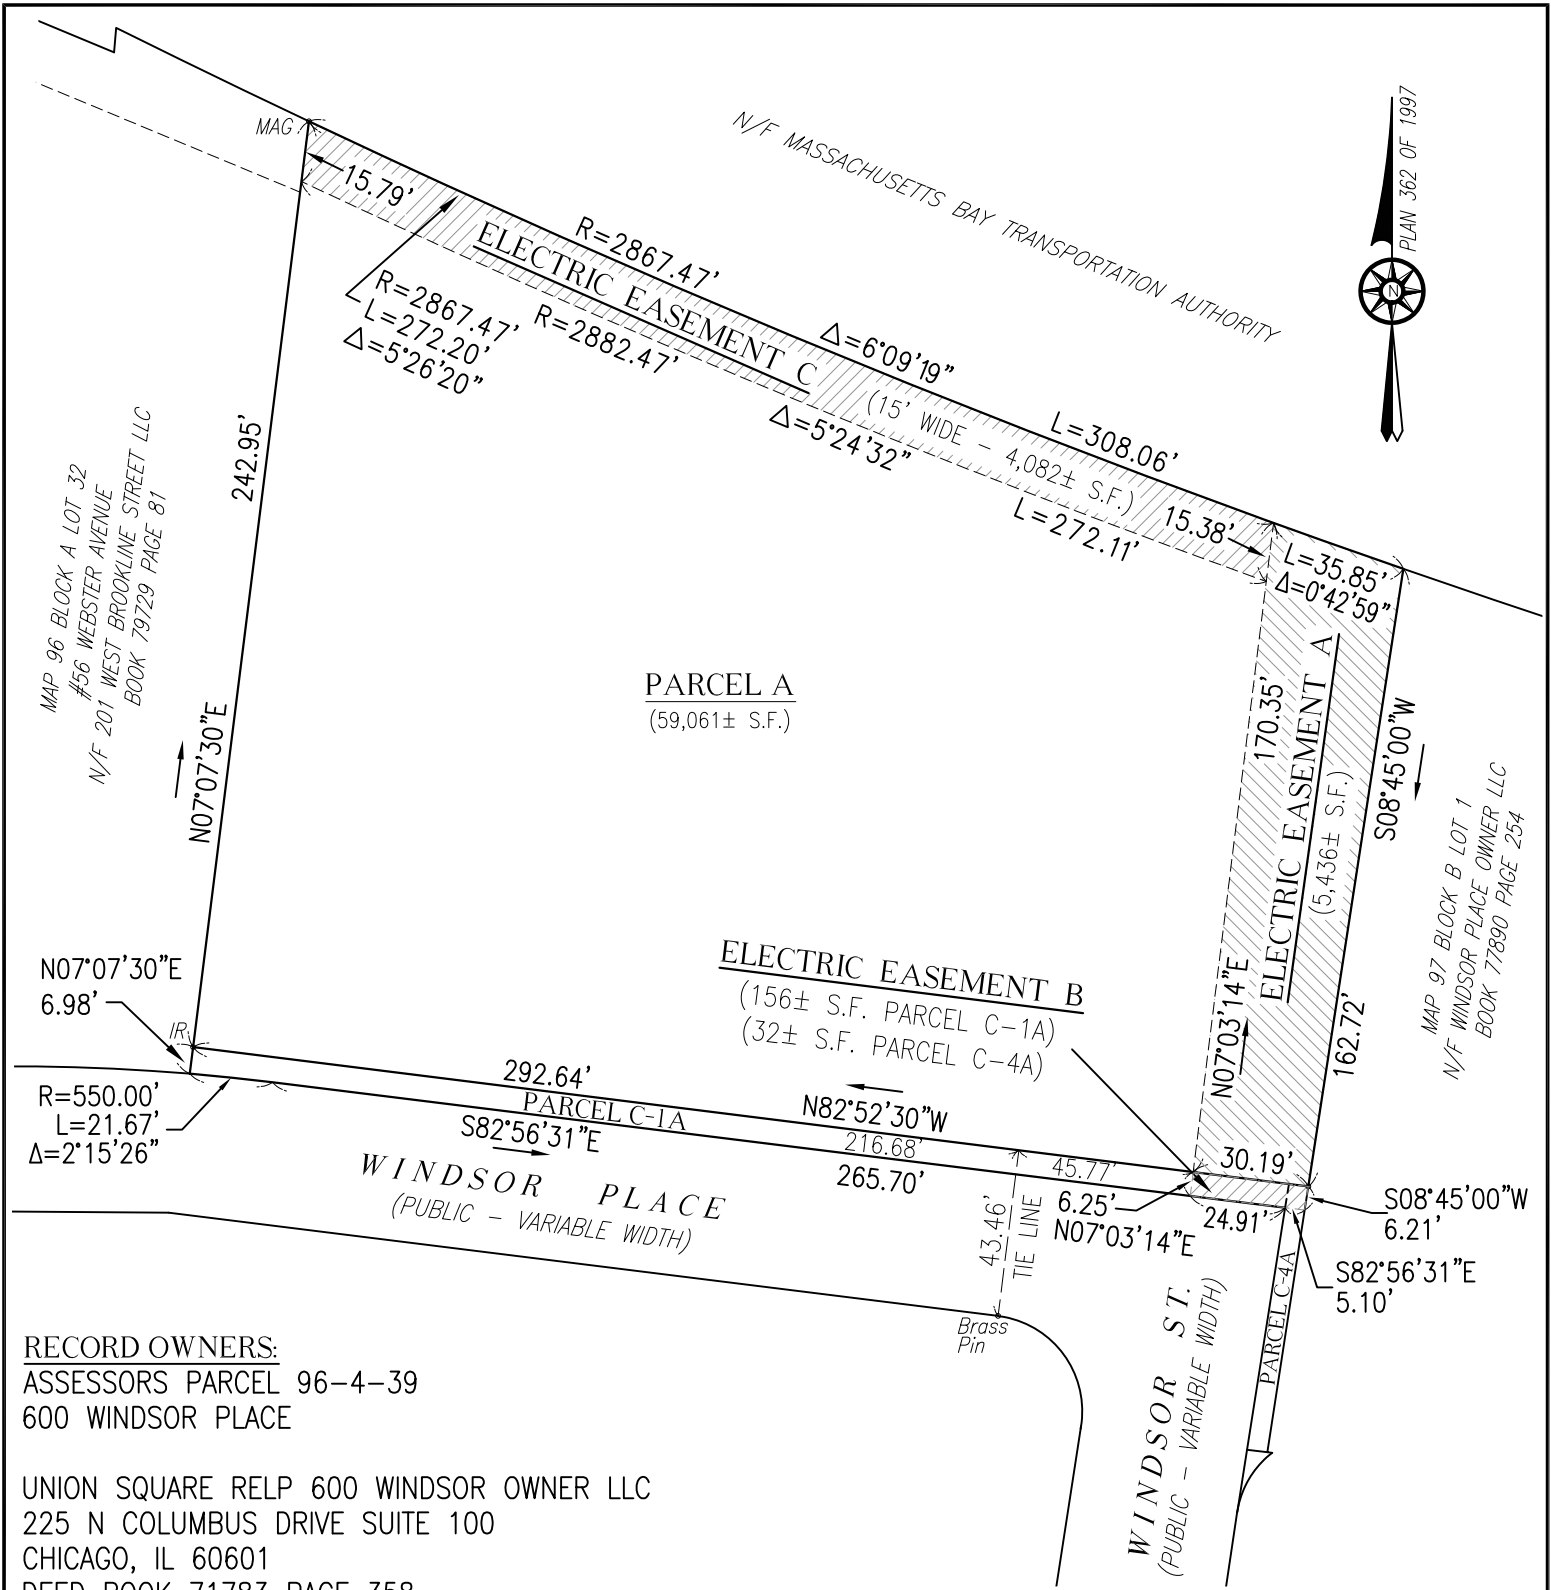 MAG
N/F MASSACHUSETTS BAY TRANSPORTATION AUTHORITY
PLAN 362 OF 1997
N
15.79'
R=2867.47'
ELECTRIC EASEMENT C
R=2867.47'
L=272.20'
Δ=5°26'20"
R=2882.47'
Δ=6°09'19"
(15' WIDE - 4,082± S.F.)
Δ=5°24'32"
L=308.06'
L=272.11'
15.38'
L=35.85'
Δ=0°42'59"
242.95'
N07°07'30"E
MAP 96 BLOCK A LOT 32
#56 WEBSTER AVENUE
N/F 201 WEST BROOKLINE STREET LLC
BOOK 79729 PAGE 81
PARCEL A
(59,061± S.F.)
170.35'
N07°03'14"E
ELECTRIC EASEMENT A
(5,436± S.F.)
S08°45'00"W
162.72'
MAP 97 BLOCK B LOT 1
N/F WINDSOR PLACE OWNER LLC
BOOK 77890 PAGE 254
ELECTRIC EASEMENT B
(156± S.F. PARCEL C-1A)
(32± S.F. PARCEL C-4A)
N07°07'30"E
6.98'
IR
R=550.00'
L=21.67'
Δ=2°15'26"
292.64'
PARCEL C-1A
S82°56'31"E
N82°52'30"W
216.68'
265.70'
45.77'
30.19'
6.25'
N07°03'14"E
24.91'
S08°45'00"W
6.21'
S82°56'31"E
5.10'
43.46'
TIE LINE
WINDSOR PLACE
(PUBLIC - VARIABLE WIDTH)
Brass
Pin
WINDSOR ST.
(PUBLIC - VARIABLE WIDTH)
PARCEL C-4A
RECORD OWNERS:
ASSESSORS PARCEL 96-4-39
600 WINDSOR PLACE
UNION SQUARE RELP 600 WINDSOR OWNER LLC
225 N COLUMBUS DRIVE SUITE 100
CHICAGO, IL 60601
DEED BOOK 71783 PAGE 358